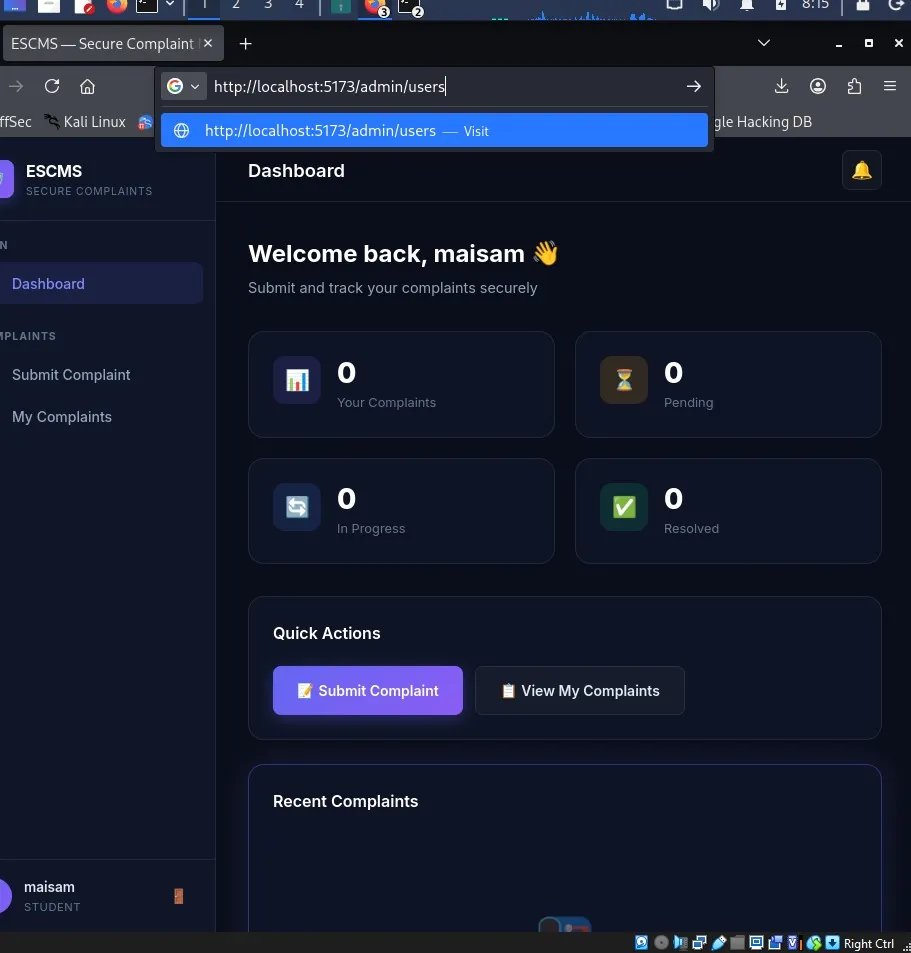 1 2 3 4 3 2 8:15
ESCMS — Secure Complaint
http://localhost:5173/admin/users
http://localhost:5173/admin/users — Visit
ffSec Kali Linux gle Hacking DB
ESCMS
SECURE COMPLAINTS
Dashboard
N
Dashboard
MPLAINTS
Submit Complaint
My Complaints
Welcome back, maisam 👋
Submit and track your complaints securely
0
Your Complaints
0
Pending
0
In Progress
0
Resolved
Quick Actions
📝 Submit Complaint
📋 View My Complaints
Recent Complaints
maisam
STUDENT
Right Ctrl